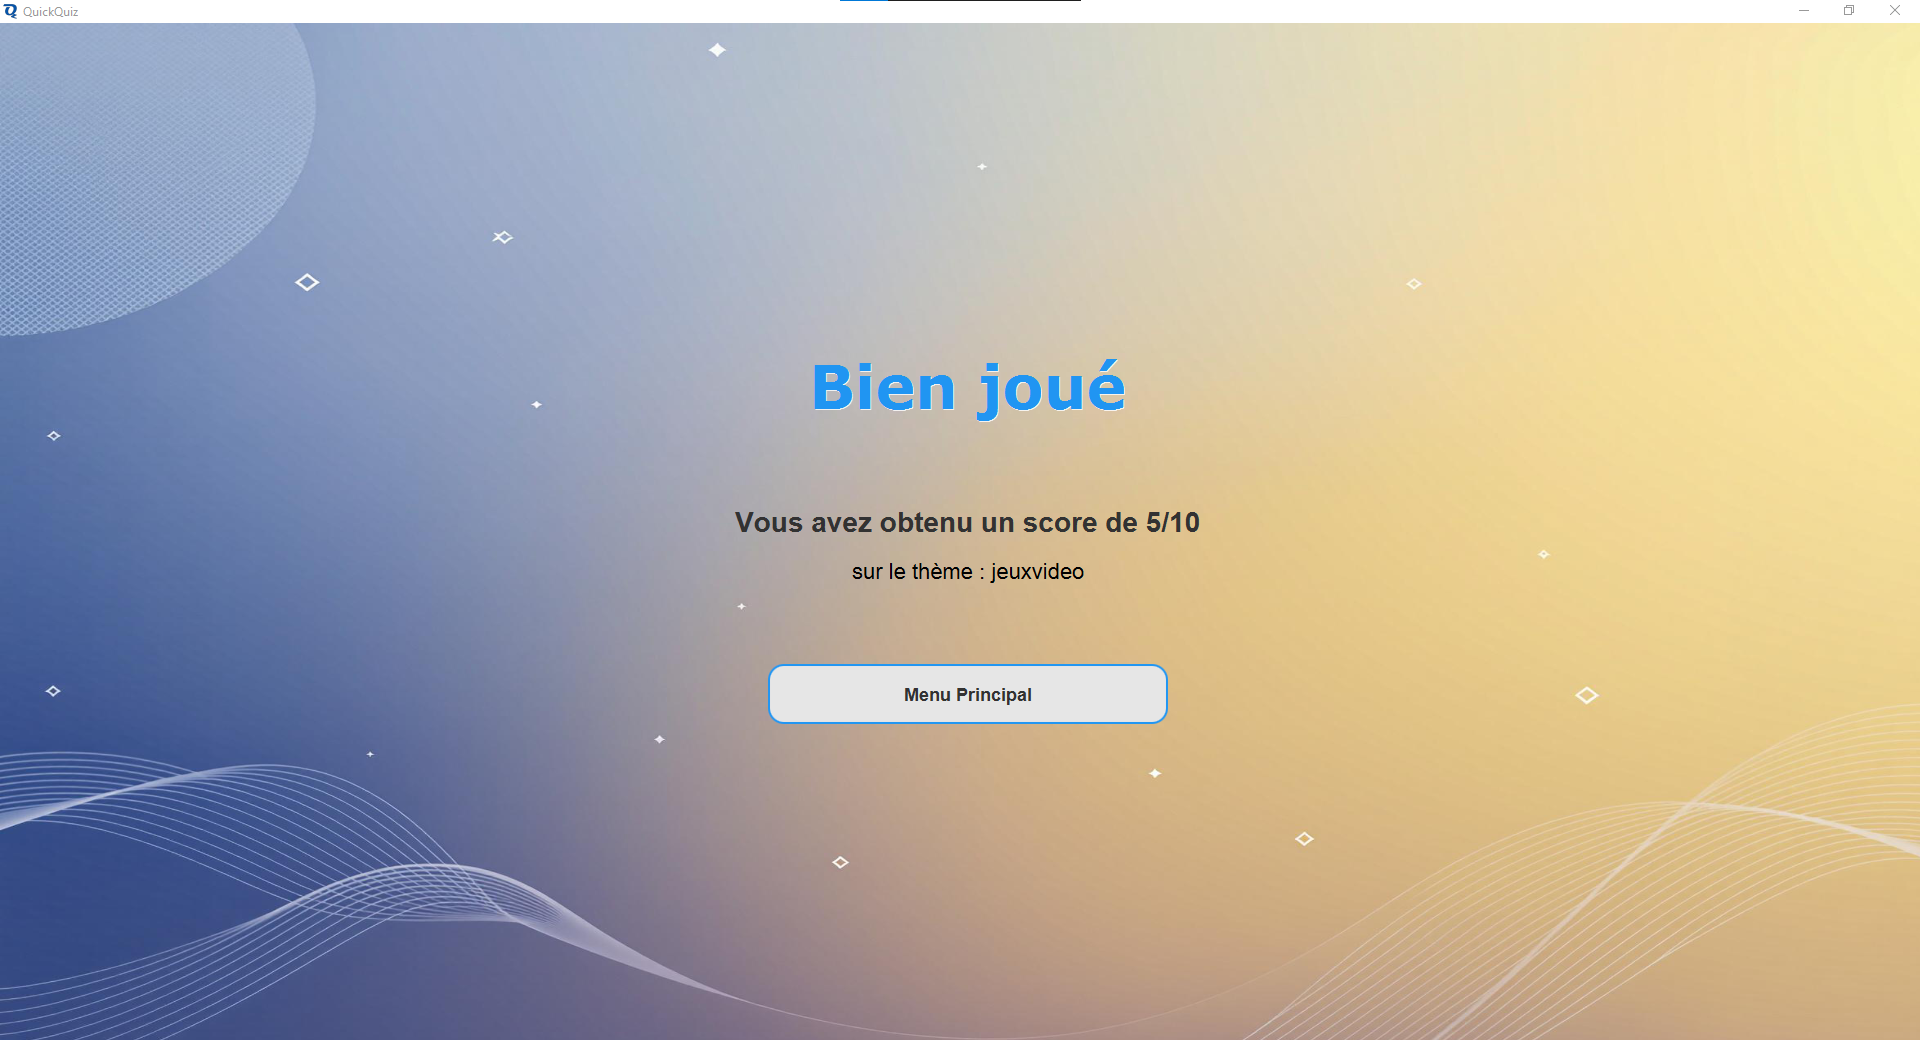 QuickQuiz
Bien joué
Vous avez obtenu un score de 5/10
sur le thème : jeuxvideo
Menu Principal